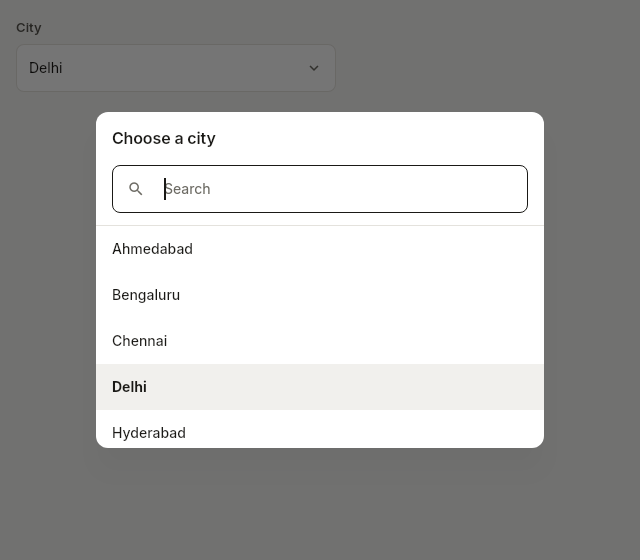 City
Delhi
Choose a city
Search
Ahmedabad
Bengaluru
Chennai
Delhi
Hyderabad